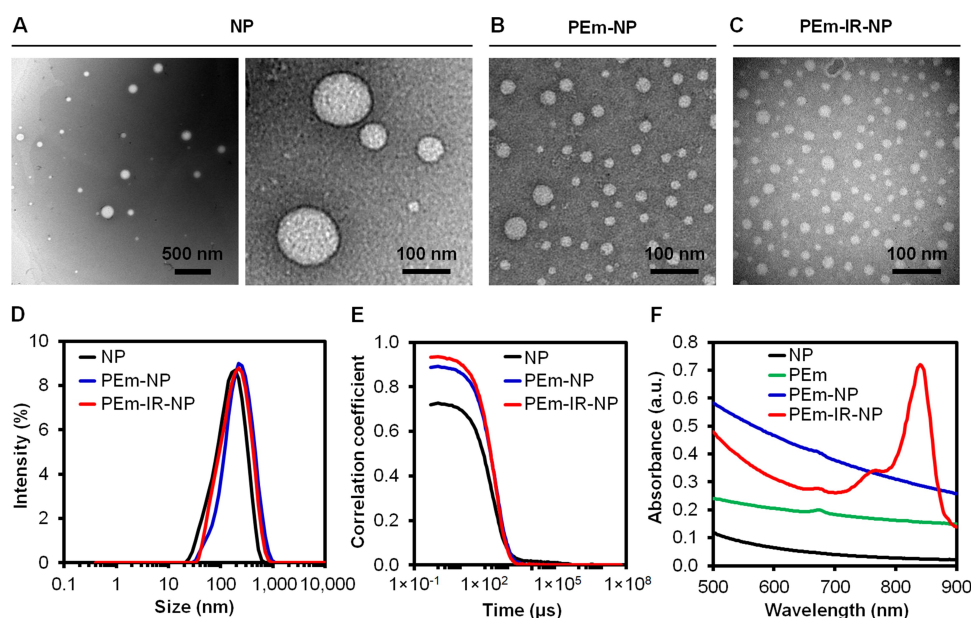 A NP B PEm-NP C PEm-IR-NP
500 nm 100 nm 100 nm 100 nm
D
10
8
6
4
2
0
Intensity (%)
NP
PEm-NP
PEm-IR-NP
0.1 1 10 100 1,000 10,000
Size (nm)
E
1.0
0.8
0.6
0.4
0.2
0.0
Correlation coefficient
NP
PEm-NP
PEm-IR-NP
1×10⁻¹ 1×10² 1×10⁵ 1×10⁸
Time (µs)
F
0.8
0.7
0.6
0.5
0.4
0.3
0.2
0.1
0.0
Absorbance (a.u.)
NP
PEm
PEm-NP
PEm-IR-NP
500 600 700 800 900
Wavelength (nm)